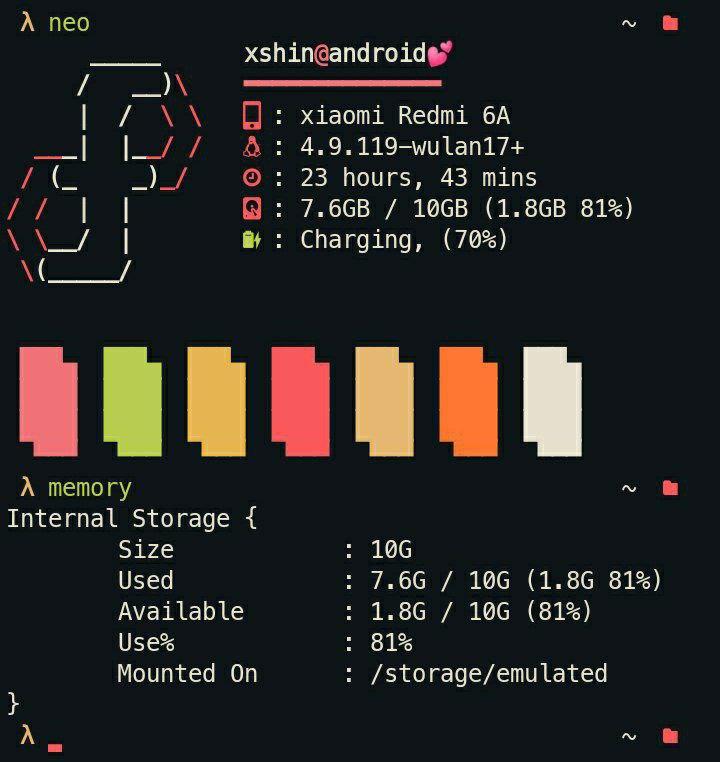 λ neo ~
xshin@android💕
: xiaomi Redmi 6A
: 4.9.119-wulan17+
: 23 hours, 43 mins
: 7.6GB / 10GB (1.8GB 81%)
: Charging, (70%)
λ memory ~
Internal Storage {
Size : 10G
Used : 7.6G / 10G (1.8G 81%)
Available : 1.8G / 10G (81%)
Use% : 81%
Mounted On : /storage/emulated
}
λ ~